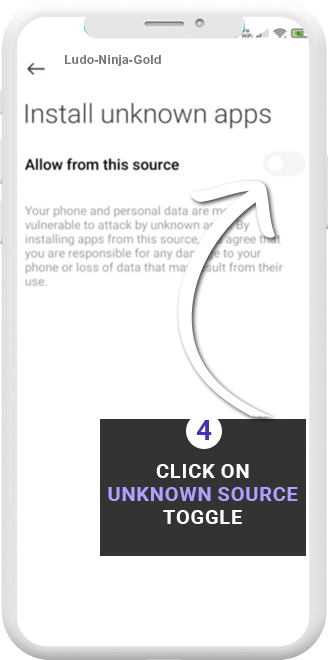 VoWiFi
Ludo-Ninja-Gold
Install unknown apps
Allow from this source
Your phone and personal data are
vulnerable to attack by unknown By
installing apps from this source, agree that
you are responsible for any to your
phone or loss of data that may from their
use.
4
CLICK ON
UNKNOWN SOURCE
TOGGLE